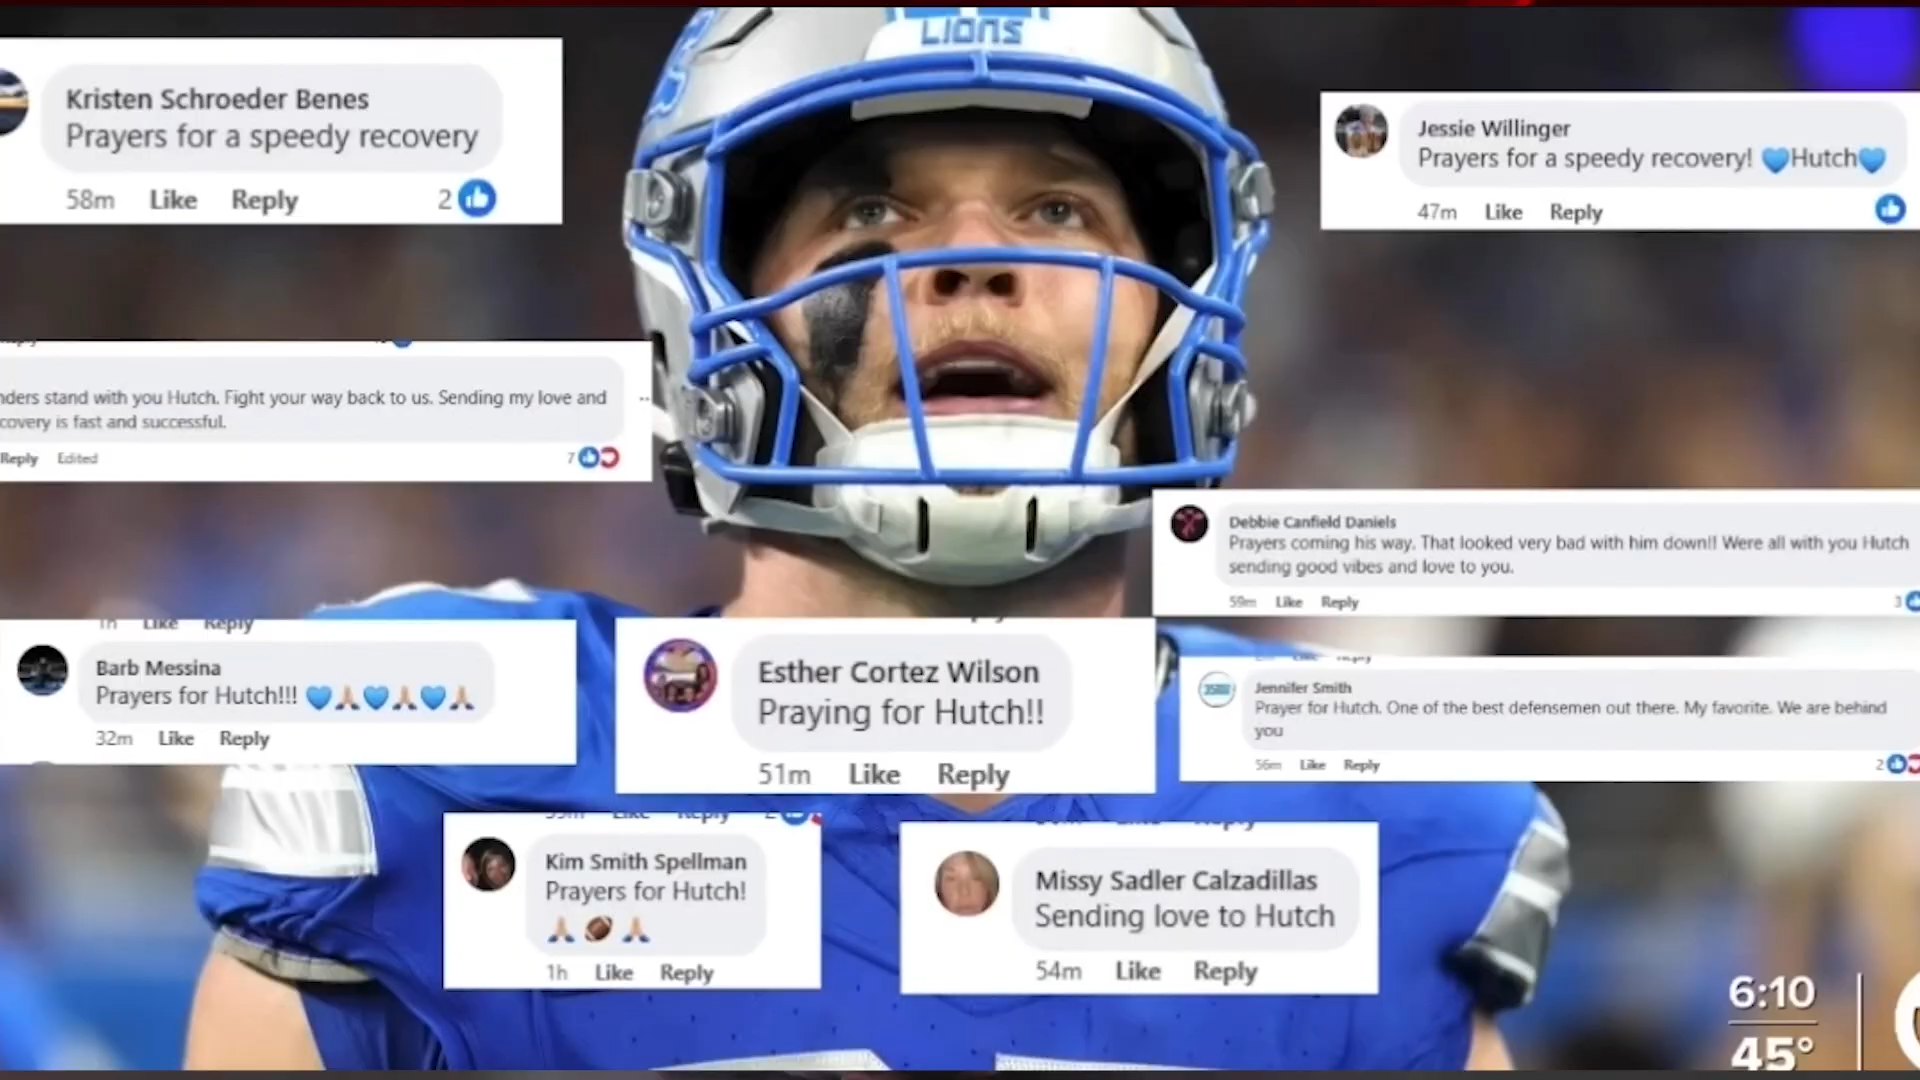 LIONS
Kristen Schroeder Benes
Prayers for a speedy recovery
58m Like Reply 2
Jessie Willinger
Prayers for a speedy recovery! 💙Hutch💙
47m Like Reply
stand with you Hutch. Fight your way back to us. Sending my love and
is fast and successful.
Reply Edited 7
Debbie Canfield Daniels
Prayers coming his way. That looked very bad with him down!! Were all with you Hutch
sending good vibes and love to you.
59m Like Reply 3
1h Like Reply
Barb Messina
Prayers for Hutch!!! 💙🙏🏼💙🙏🏼💙🙏🏼
32m Like Reply
Esther Cortez Wilson
Praying for Hutch!!
51m Like Reply
Like Reply
Jennifer Smith
Prayer for Hutch. One of the best defensemen out there. My favorite. We are behind
you
56m Like Reply 2
Like Reply 2
Kim Smith Spellman
Prayers for Hutch!
🙏🏼 🏈 🙏🏼
1h Like Reply
Like Reply
Missy Sadler Calzadillas
Sending love to Hutch
54m Like Reply
6:10
45°